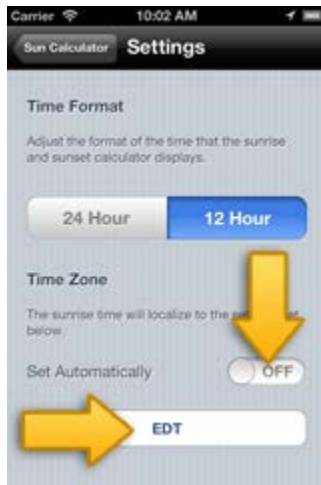 Carrier 10:02 AM
Sun Calculator Settings
Time Format
Adjust the format of the time that the sunrise
and sunset calculator displays.
24 Hour 12 Hour
Time Zone
The sunrise time will localize to the
below.
Set Automatically OFF
EDT